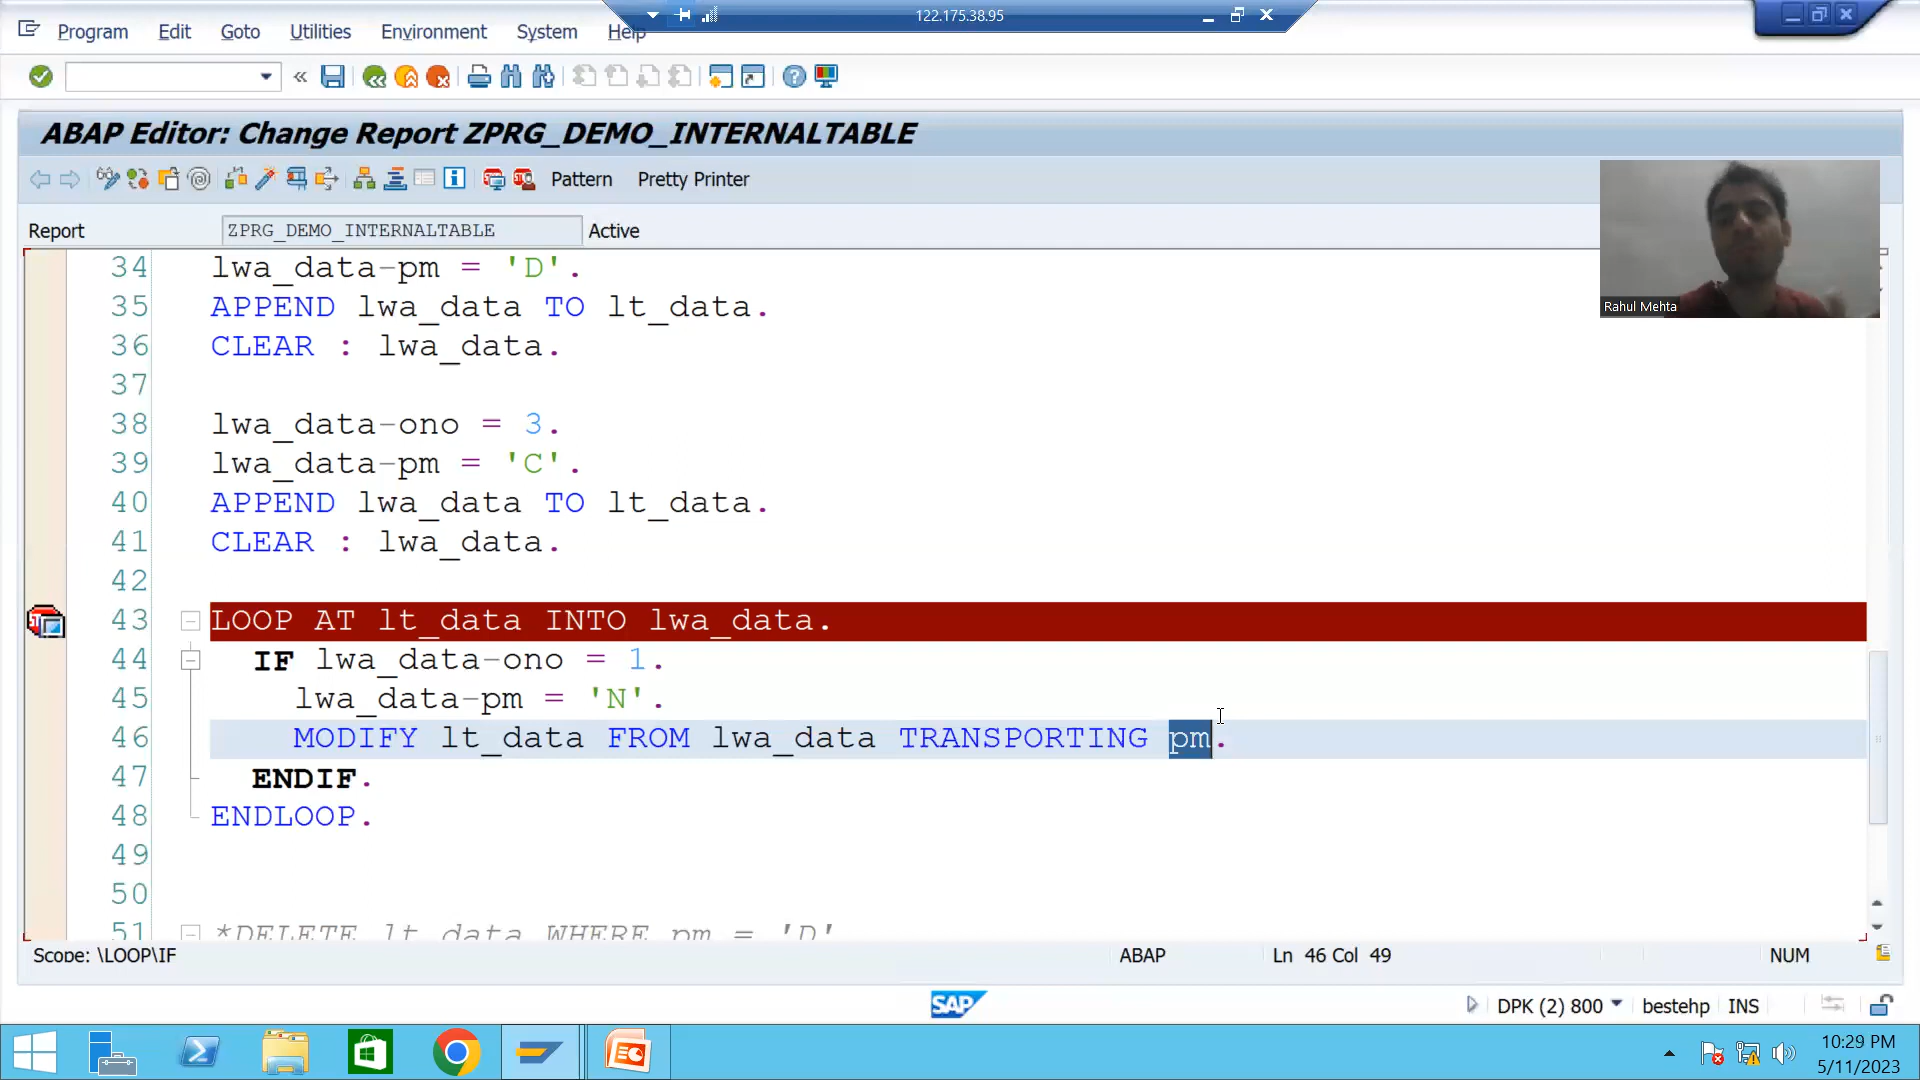 122.175.38.95
Program Edit Goto Utilities Environment System Help
ABAP Editor: Change Report ZPRG_DEMO_INTERNALTABLE
Pattern Pretty Printer
Report ZPRG_DEMO_INTERNALTABLE Active
Rahul Mehta
34 lwa_data-pm = 'D'.
35 APPEND lwa_data TO lt_data.
36 CLEAR : lwa_data.
37
38 lwa_data-ono = 3.
39 lwa_data-pm = 'C'.
40 APPEND lwa_data TO lt_data.
41 CLEAR : lwa_data.
42
43 LOOP AT lt_data INTO lwa_data.
44 IF lwa_data-ono = 1.
45 lwa_data-pm = 'N'.
46 MODIFY lt_data FROM lwa_data TRANSPORTING pm.
47 ENDIF.
48 ENDLOOP.
49
50
51 *DELETE lt_data WHERE pm = 'D'
Scope: \LOOP\IF ABAP Ln 46 Col 49 NUM
SAP DPK (2) 800 bestehp INS
10:29 PM
5/11/2023